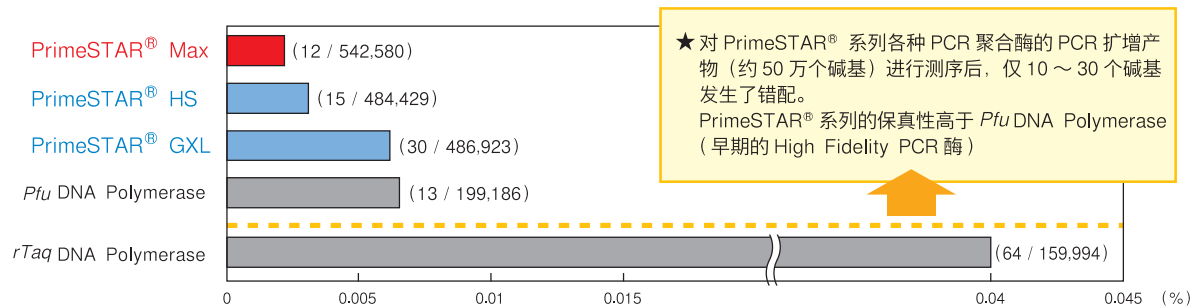 PrimeSTAR® Max
(12 / 542,580)
PrimeSTAR® HS
(15 / 484,429)
PrimeSTAR® GXL
(30 / 486,923)
Pfu DNA Polymerase
(13 / 199,186)
rTaq DNA Polymerase
(64 / 159,994)
0 0.005 0.01 0.015 0.04 0.045 (%)
★ 对 PrimeSTAR® 系列各种 PCR 聚合酶的 PCR 扩增产
物（约 50 万个碱基）进行测序后，仅 10 ～ 30 个碱基
发生了错配。
PrimeSTAR® 系列的保真性高于 Pfu DNA Polymerase
（早期的 High Fidelity PCR 酶）